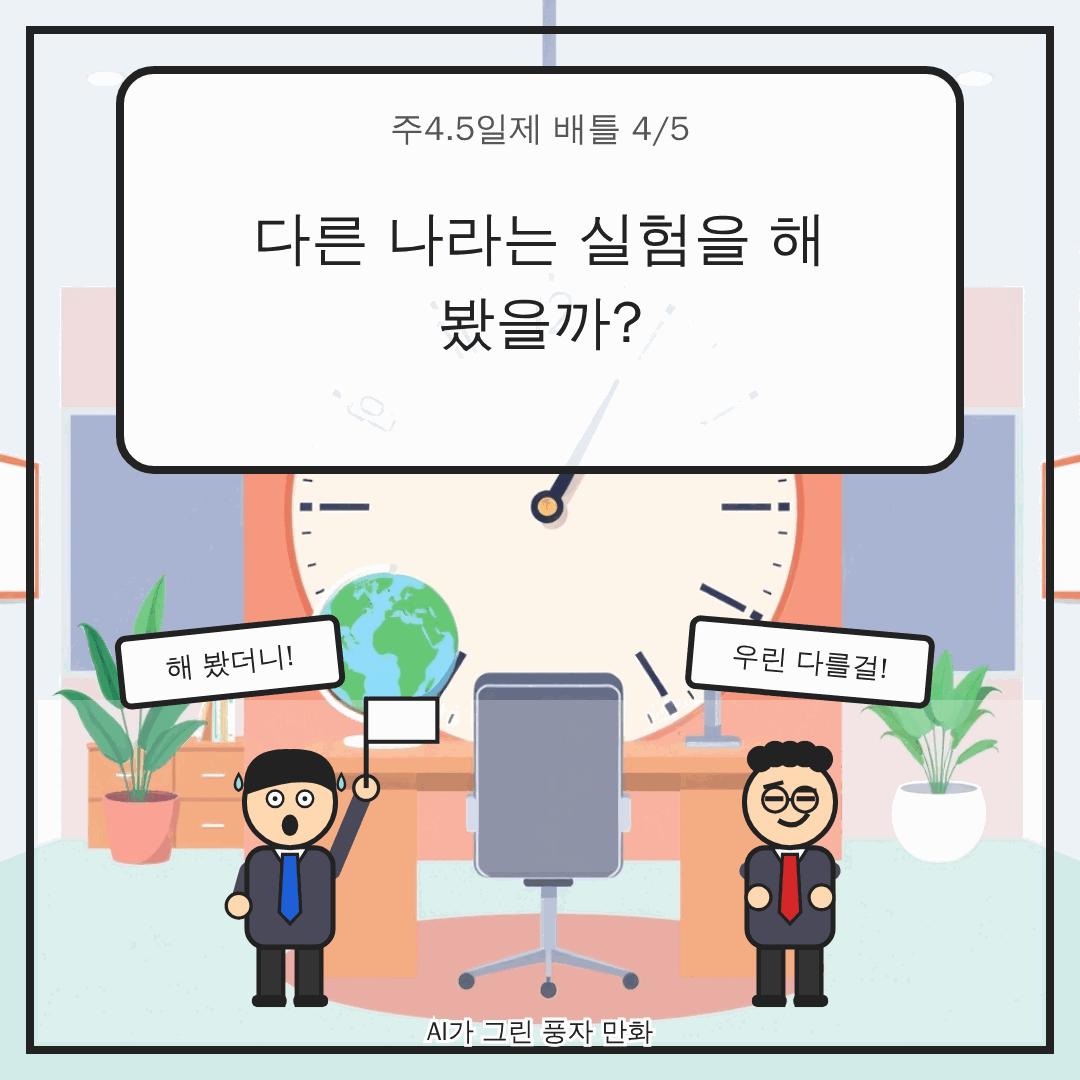 주4.5일제 배틀 4/5
다른 나라는 실험을 해
봤을까?
해 봤더니!
우린 다를걸!
AI가 그린 풍자 만화